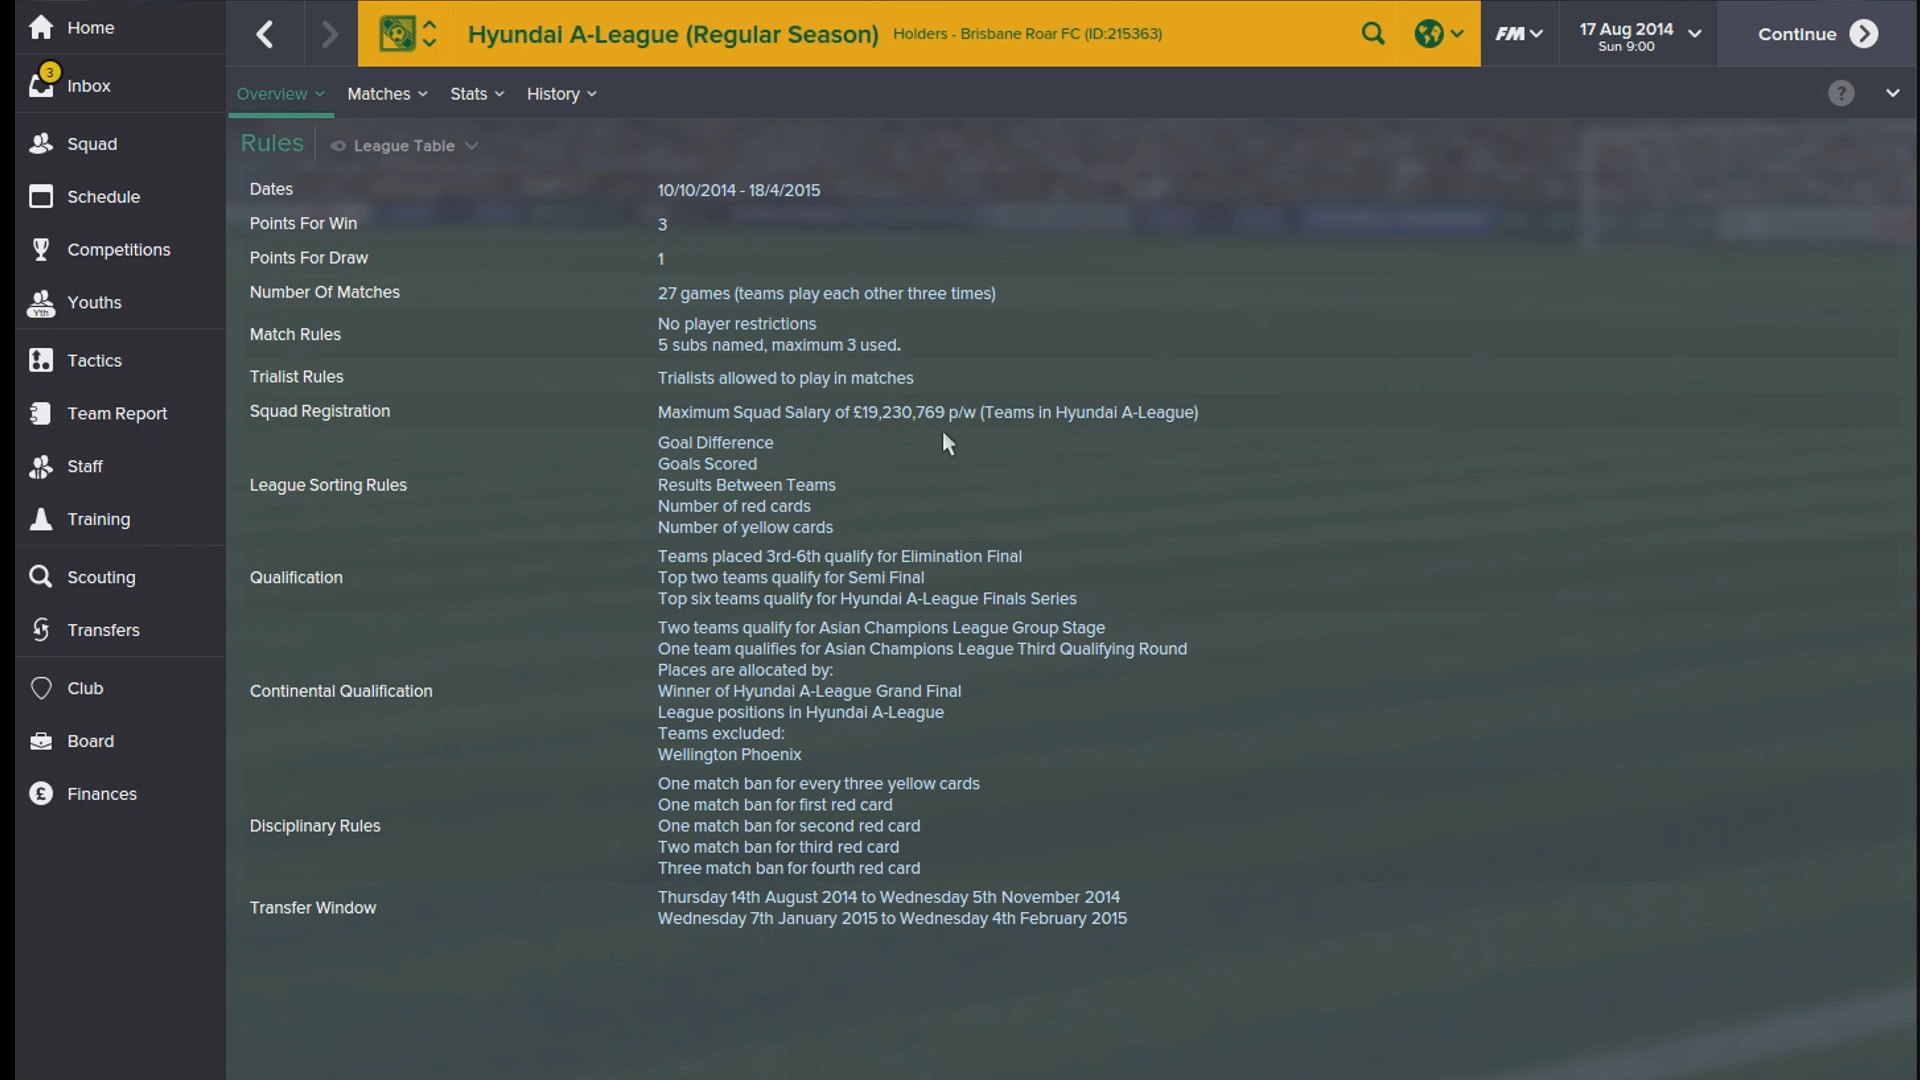 Home
3
Inbox
Squad
Schedule
Competitions
Yth
Youths
Tactics
Team Report
Staff
Training
Scouting
Transfers
Club
Board
£
Finances
Hyundai A-League (Regular Season) Holders - Brisbane Roar FC (ID:215363)
FM
17 Aug 2014
Sun 9:00
Continue
Overview Matches Stats History
?
Rules League Table
Dates 10/10/2014 - 18/4/2015
Points For Win 3
Points For Draw 1
Number Of Matches 27 games (teams play each other three times)
Match Rules
No player restrictions
5 subs named, maximum 3 used.
Trialist Rules Trialists allowed to play in matches
Squad Registration Maximum Squad Salary of £19,230,769 p/w (Teams in Hyundai A-League)
League Sorting Rules
Goal Difference
Goals Scored
Results Between Teams
Number of red cards
Number of yellow cards
Qualification
Teams placed 3rd-6th qualify for Elimination Final
Top two teams qualify for Semi Final
Top six teams qualify for Hyundai A-League Finals Series
Continental Qualification
Two teams qualify for Asian Champions League Group Stage
One team qualifies for Asian Champions League Third Qualifying Round
Places are allocated by:
Winner of Hyundai A-League Grand Final
League positions in Hyundai A-League
Teams excluded:
Wellington Phoenix
Disciplinary Rules
One match ban for every three yellow cards
One match ban for first red card
One match ban for second red card
Two match ban for third red card
Three match ban for fourth red card
Transfer Window
Thursday 14th August 2014 to Wednesday 5th November 2014
Wednesday 7th January 2015 to Wednesday 4th February 2015